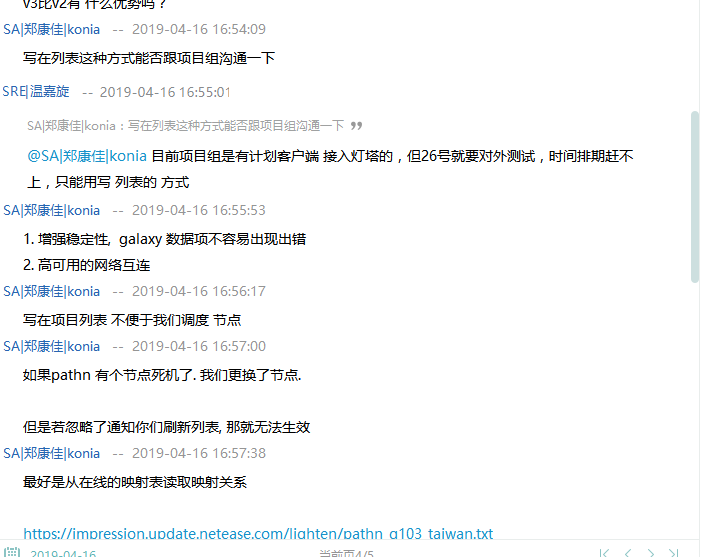 v3比v2有 什么优势吗？
SA|郑康佳|konia -- 2019-04-16 16:54:09
写在列表这种方式能否跟项目组沟通一下
SRE|温嘉旋 -- 2019-04-16 16:55:01
SA|郑康佳|konia：写在列表这种方式能否跟项目组沟通一下
@SA|郑康佳|konia 目前项目组是有计划客户端 接入灯塔的，但26号就要对外测试，时间排期赶不
上，只能用写 列表的 方式
SA|郑康佳|konia -- 2019-04-16 16:55:53
1. 增强稳定性, galaxy 数据项不容易出现出错
2. 高可用的网络互连
SA|郑康佳|konia -- 2019-04-16 16:56:17
写在项目列表 不便于我们调度 节点
SA|郑康佳|konia -- 2019-04-16 16:57:00
如果pathn 有个节点死机了. 我们更换了节点.
但是若忽略了通知你们刷新列表, 那就无法生效
SA|郑康佳|konia -- 2019-04-16 16:57:38
最好是从在线的映射表读取映射关系
https://impression.update.netease.com/lighten/pathn_g103_taiwan.txt
2019-04-16 当前页4/5